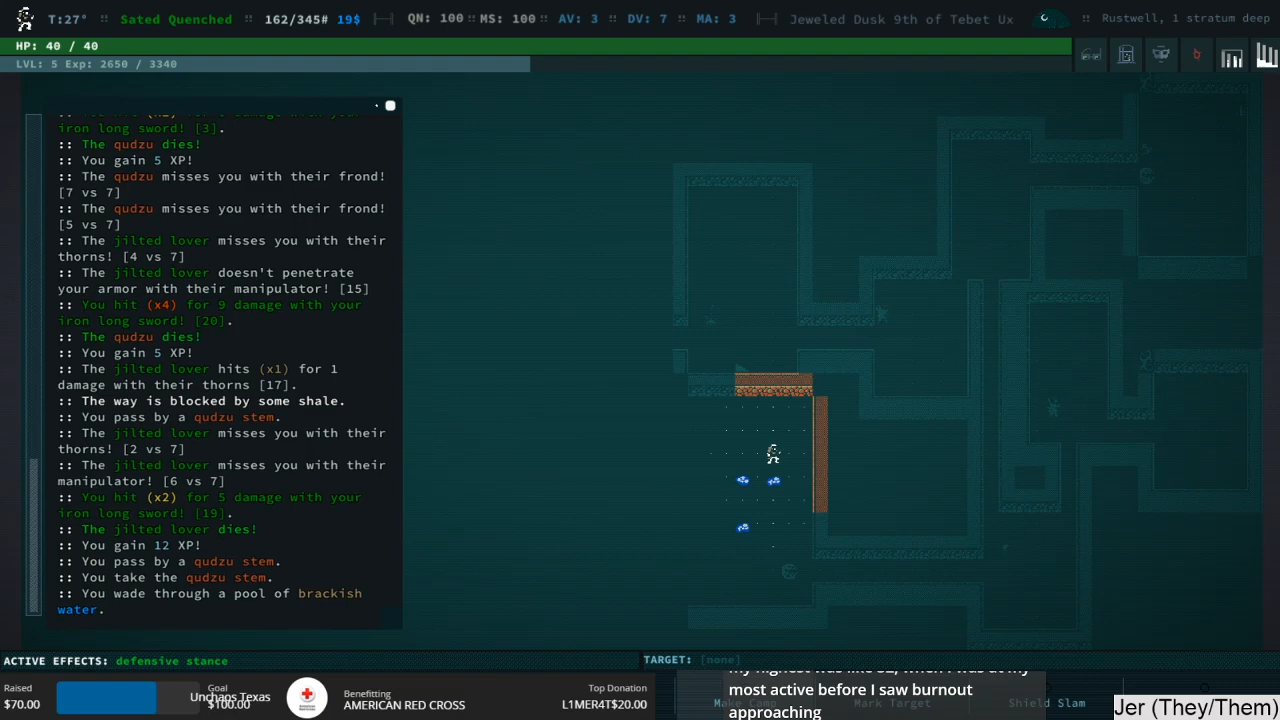 T:27° :: Sated Quenched :: 162/345# 19$ QN: 100 :: MS: 100 :: AV: 3 :: DV: 7 :: MA: 3 Jeweled Dusk 9th of Tebet Ux :: Rustwell, 1 stratum deep
HP: 40 / 40
LVL: 5 Exp: 2650 / 3340
iron long sword! [3].
:: The qudzu dies!
:: You gain 5 XP!
:: The qudzu misses you with their frond!
[7 vs 7]
:: The qudzu misses you with their frond!
[5 vs 7]
:: The jilted lover misses you with their
thorns! [4 vs 7]
:: The jilted lover doesn't penetrate
your armor with their manipulator! [15]
:: You hit (x4) for 9 damage with your
iron long sword! [20].
:: The qudzu dies!
:: You gain 5 XP!
:: The jilted lover hits (x1) for 1
damage with their thorns [17].
:: The way is blocked by some shale.
:: You pass by a qudzu stem.
:: The jilted lover misses you with their
thorns! [2 vs 7]
:: The jilted lover misses you with their
manipulator! [6 vs 7]
:: You hit (x2) for 5 damage with your
iron long sword! [19].
:: The jilted lover dies!
:: You gain 12 XP!
:: You pass by a qudzu stem.
:: You take the qudzu stem.
:: You wade through a pool of brackish
water.
ACTIVE EFFECTS: defensive stance
TARGET: [none]
Raised
$70.00
Goal
$100.00
Unchaos Texas
Benefitting
AMERICAN RED CROSS
Top Donation
L1MER4T$20.00
most active before I saw burnout
approaching
Make Camp
Mark Target
Shield Slam
Jer (They/Them)